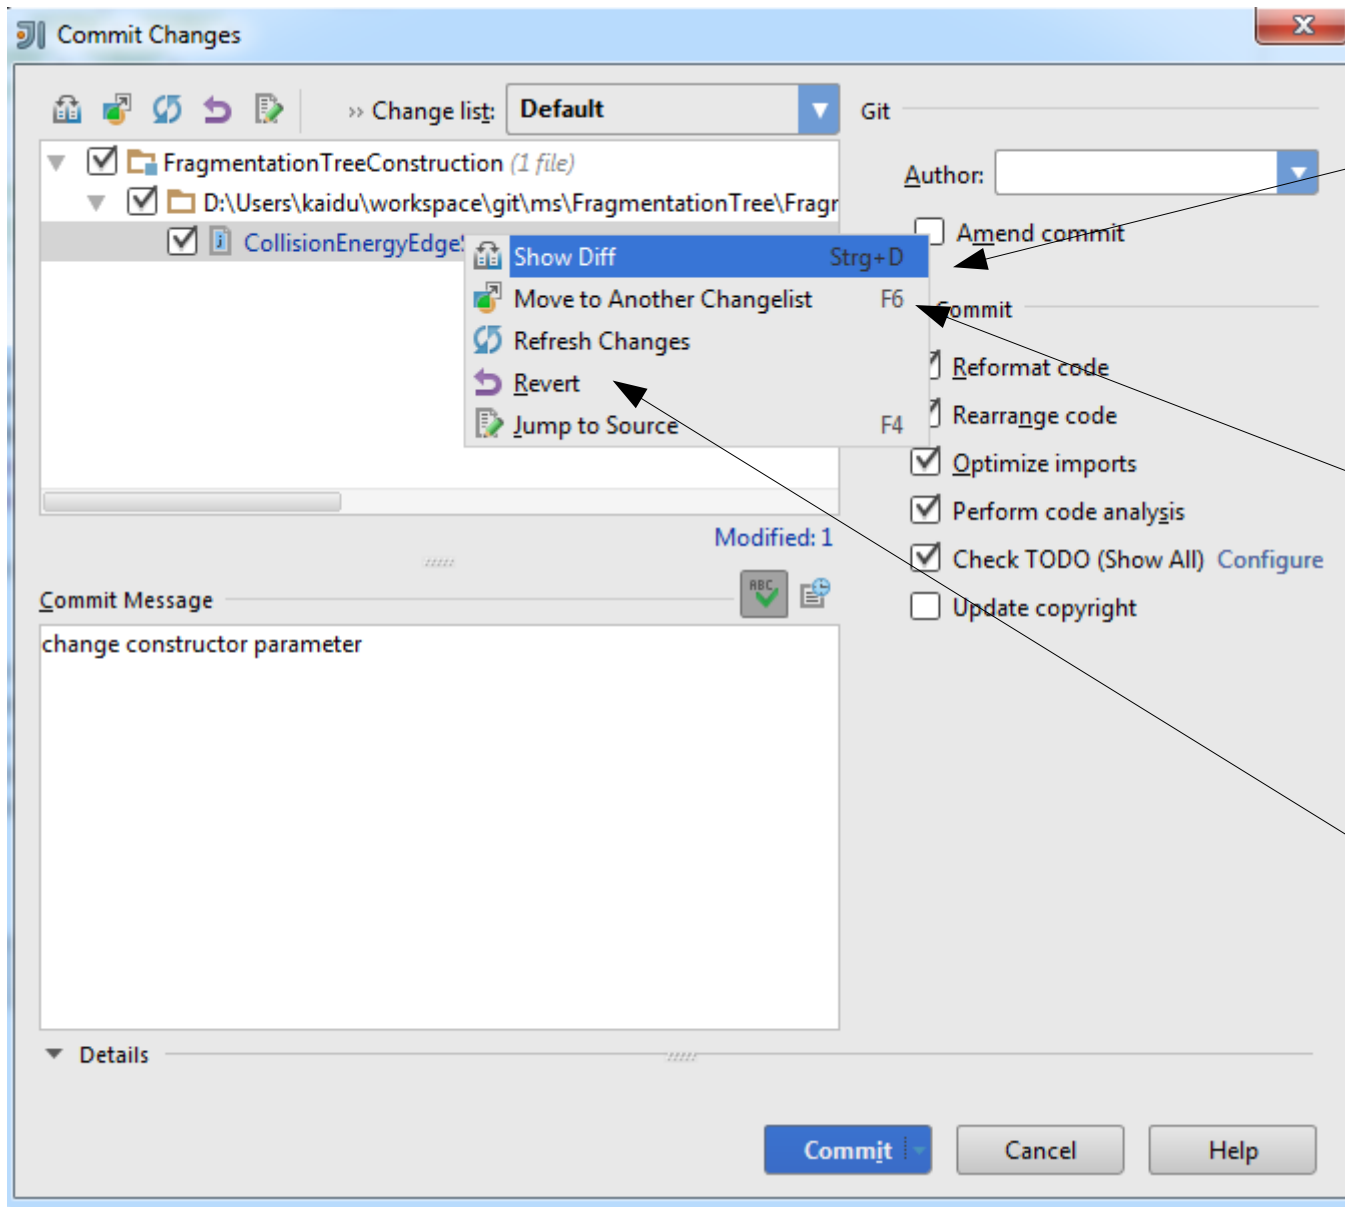 Commit Changes
» Change list: Default
Git
FragmentationTreeConstruction (1 file)
D:\Users\kaidu\workspace\git\ms\FragmentationTree\Fragr
CollisionEnergyEdge
Author:
Amend commit
Show Diff Strg+D
Move to Another Changelist F6
Refresh Changes
Revert
Jump to Source F4
Commit
Reformat code
Rearrange code
Optimize imports
Perform code analysis
Check TODO (Show All) Configure
Update copyright
Modified: 1
Commit Message
ABC
change constructor parameter
Details
Commit
Cancel
Help